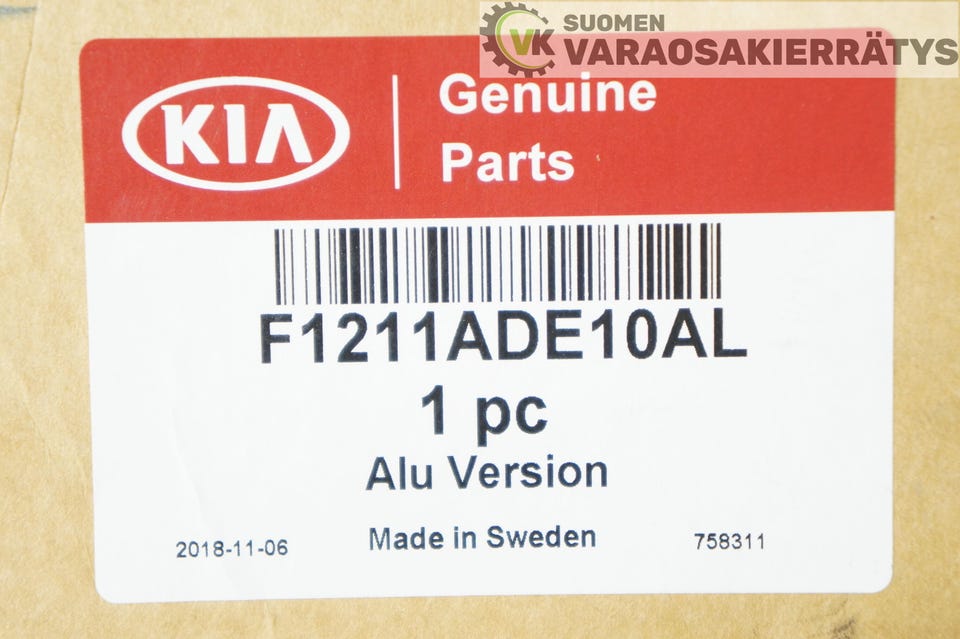 SUOMEN
VK VARAOSAKIERRÄTYS
KIA
Genuine
Parts
F1211ADE10AL
1 pc
Alu Version
2018-11-06 Made in Sweden 758311